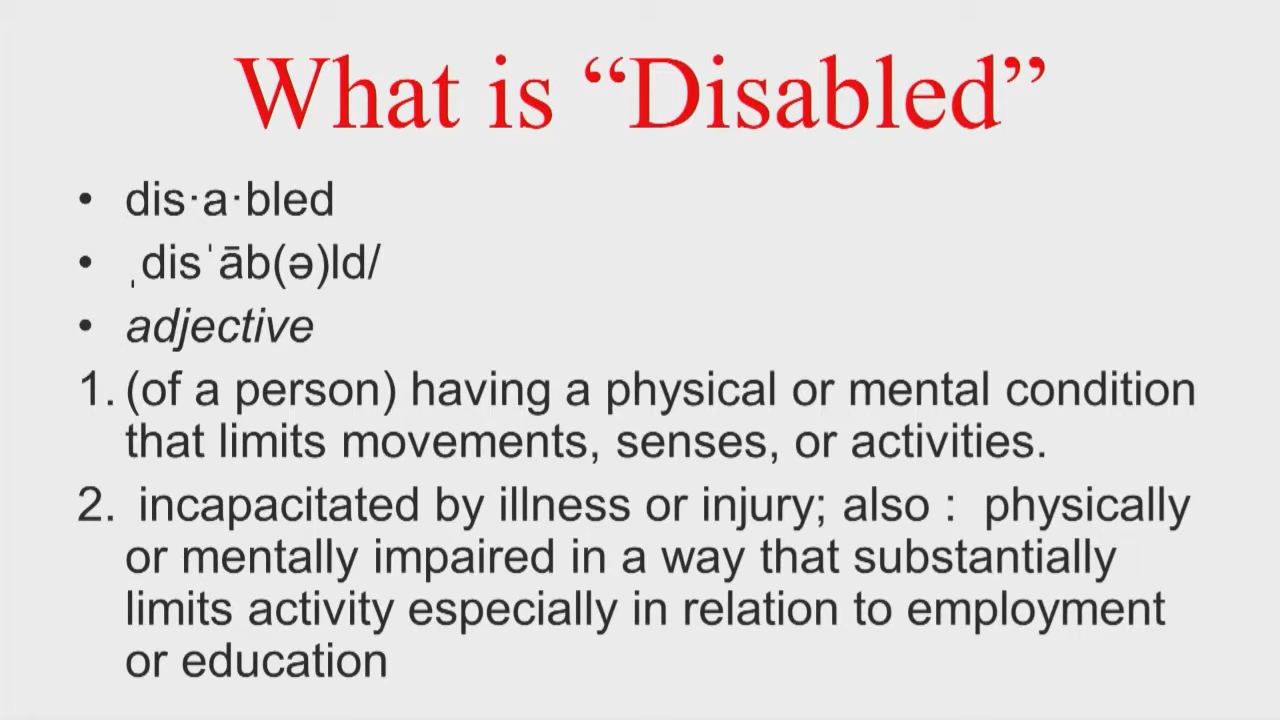 What is “Disabled”
• dis·a·bled
• ˌdisˈāb(ə)ld/
• adjective
1. (of a person) having a physical or mental condition
that limits movements, senses, or activities.
2. incapacitated by illness or injury; also : physically
or mentally impaired in a way that substantially
limits activity especially in relation to employment
or education